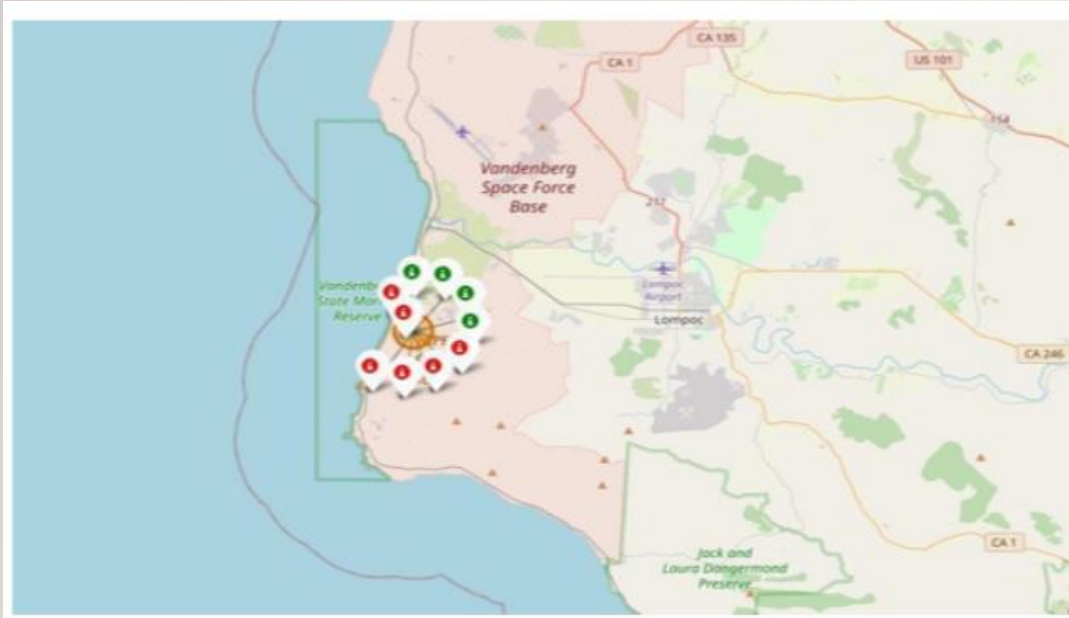 CA 135
CA 1
US 101
154
Vandenberg
Space Force
Base
Lompoc
Airport
Lompoc
Reserve
CA 246
CA 1
Jack and
Laura Dangermond
Preserve